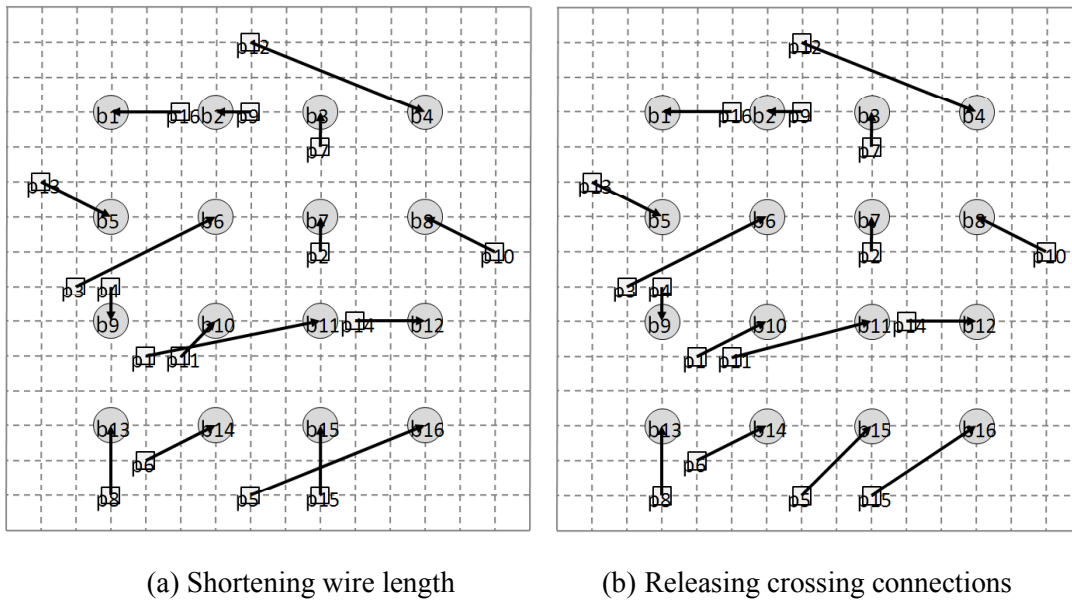 p12 p12
b1 p16 b2 p9 b3 b4 b1 p16 b2 p9 b3 b4
p7 p7
p13 p13
b5 b6 b7 b8 b5 b6 b7 b8
p2 p10 p2 p10
p3 p4 p3 p4
b9 b10 b11 p14 b12 b9 b10 b11 p14 b12
p1 p11 p1 p11
b13 b14 b15 b16 b13 b14 b15 b16
p6 p6
p8 p5 p15 p8 p5 p15
(a) Shortening wire length (b) Releasing crossing connections